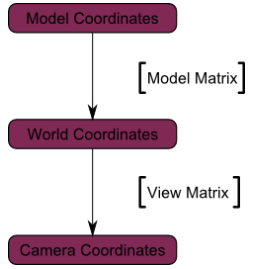 Model Coordinates
[Model Matrix]
World Coordinates
[View Matrix]
Camera Coordinates